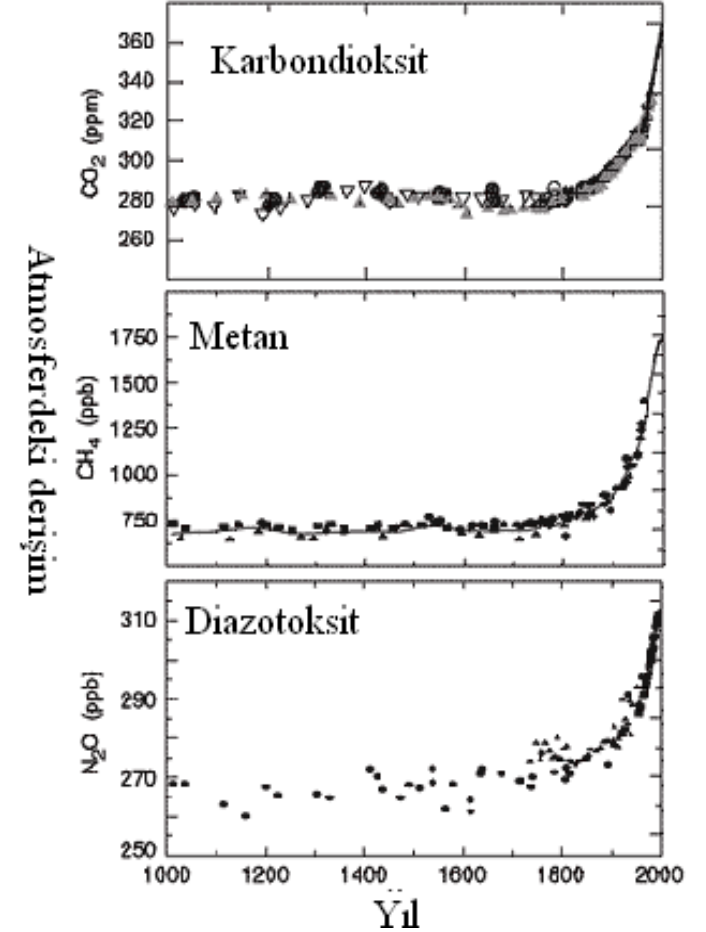 Atmosferdeki derişim
Karbondioksit
CO2 (ppm)
360
340
320
300
280
260
Metan
CH4 (ppb)
1750
1500
1250
1000
750
Diazotoksit
N2O (ppb)
310
290
270
250
1000 1200 1400 1600 1800 2000
Yıl